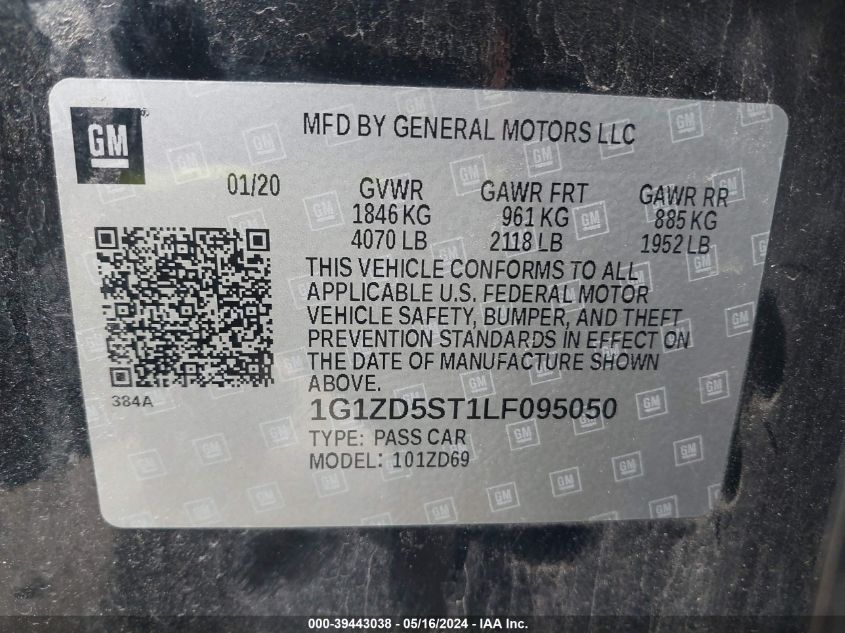 GM
MFD BY GENERAL MOTORS LLC
01/20
GVWR GAWR FRT GAWR RR
1846 KG 961 KG 885 KG
4070 LB 2118 LB 1952 LB
THIS VEHICLE CONFORMS TO ALL
APPLICABLE U.S. FEDERAL MOTOR
VEHICLE SAFETY, BUMPER, AND THEFT
PREVENTION STANDARDS IN EFFECT ON
THE DATE OF MANUFACTURE SHOWN
ABOVE.
384A
1G1ZD5ST1LF095050
TYPE: PASS CAR
MODEL: 101ZD69
000-39443038 - 05/16/2024 - IAA Inc.